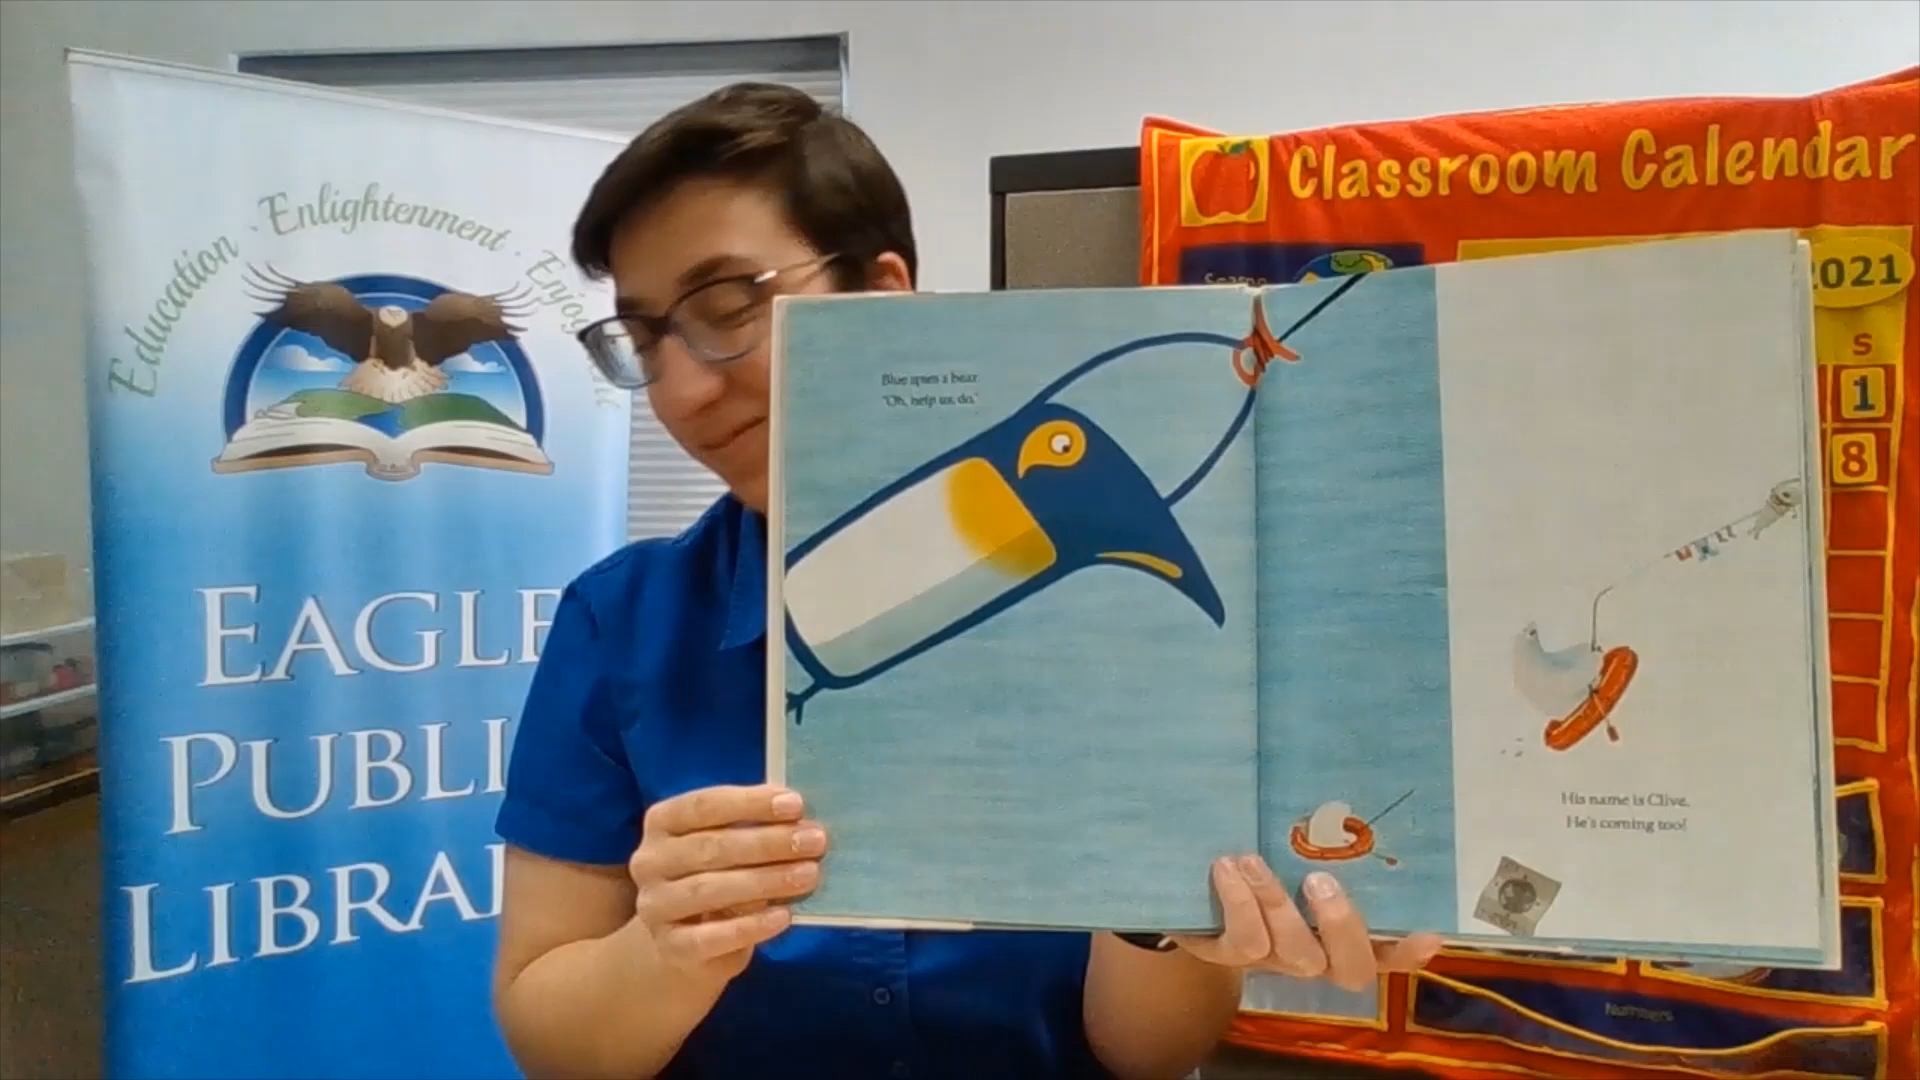 Education · Enlightenment · Enjoy
EAGLE
PUBLI
LIBRA
Blue spies a bear
"Oh, help us, do."
His name is Clive.
He's coming too!
Classroom Calendar
2021
S
1
8
Numbers